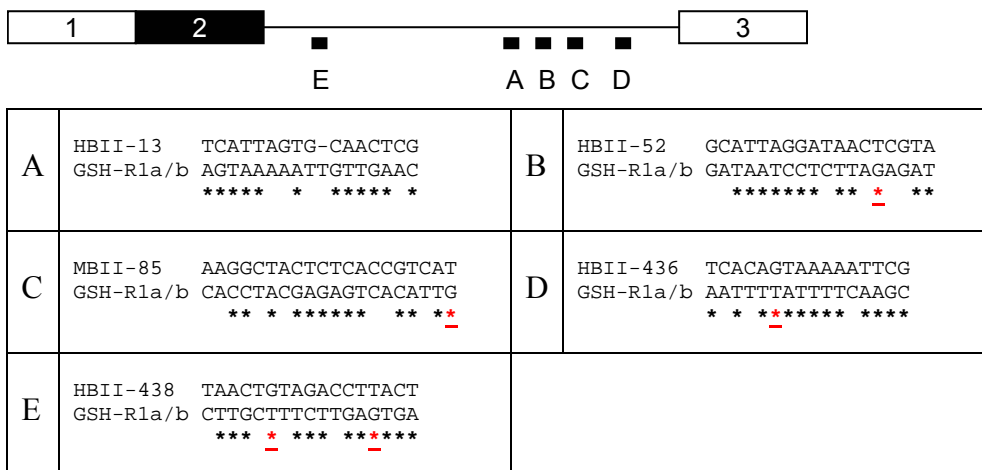 1 2 3
E A B C D
A
HBII-13 TCATTAGTG-CAACTCG
GSH-R1a/b AGTAAAAATTGTTGAAC
***** * ***** *
B
HBII-52 GCATTAGGATAACTCGTA
GSH-R1a/b GATAATCCTCTTAGAGAT
******* ** * **
C
MBII-85 AAGGCTACTCTCACCGTCAT
GSH-R1a/b CACCTACGAGAGTCACATTG
** * ****** ** **
D
HBII-436 TCACAGTAAAAATTCG
GSH-R1a/b AATTTTATTTTCAAGC
* * ******* ****
E
HBII-438 TAACTGTAGACCTTACT
GSH-R1a/b CTTGCTTTCTTGAGTGA
*** * *** ******